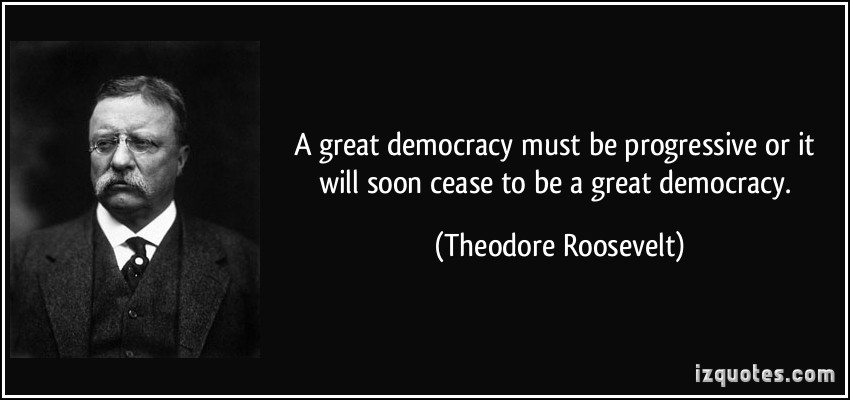 A great democracy must be progressive or it
will soon cease to be a great democracy.
(Theodore Roosevelt)
izquotes.com